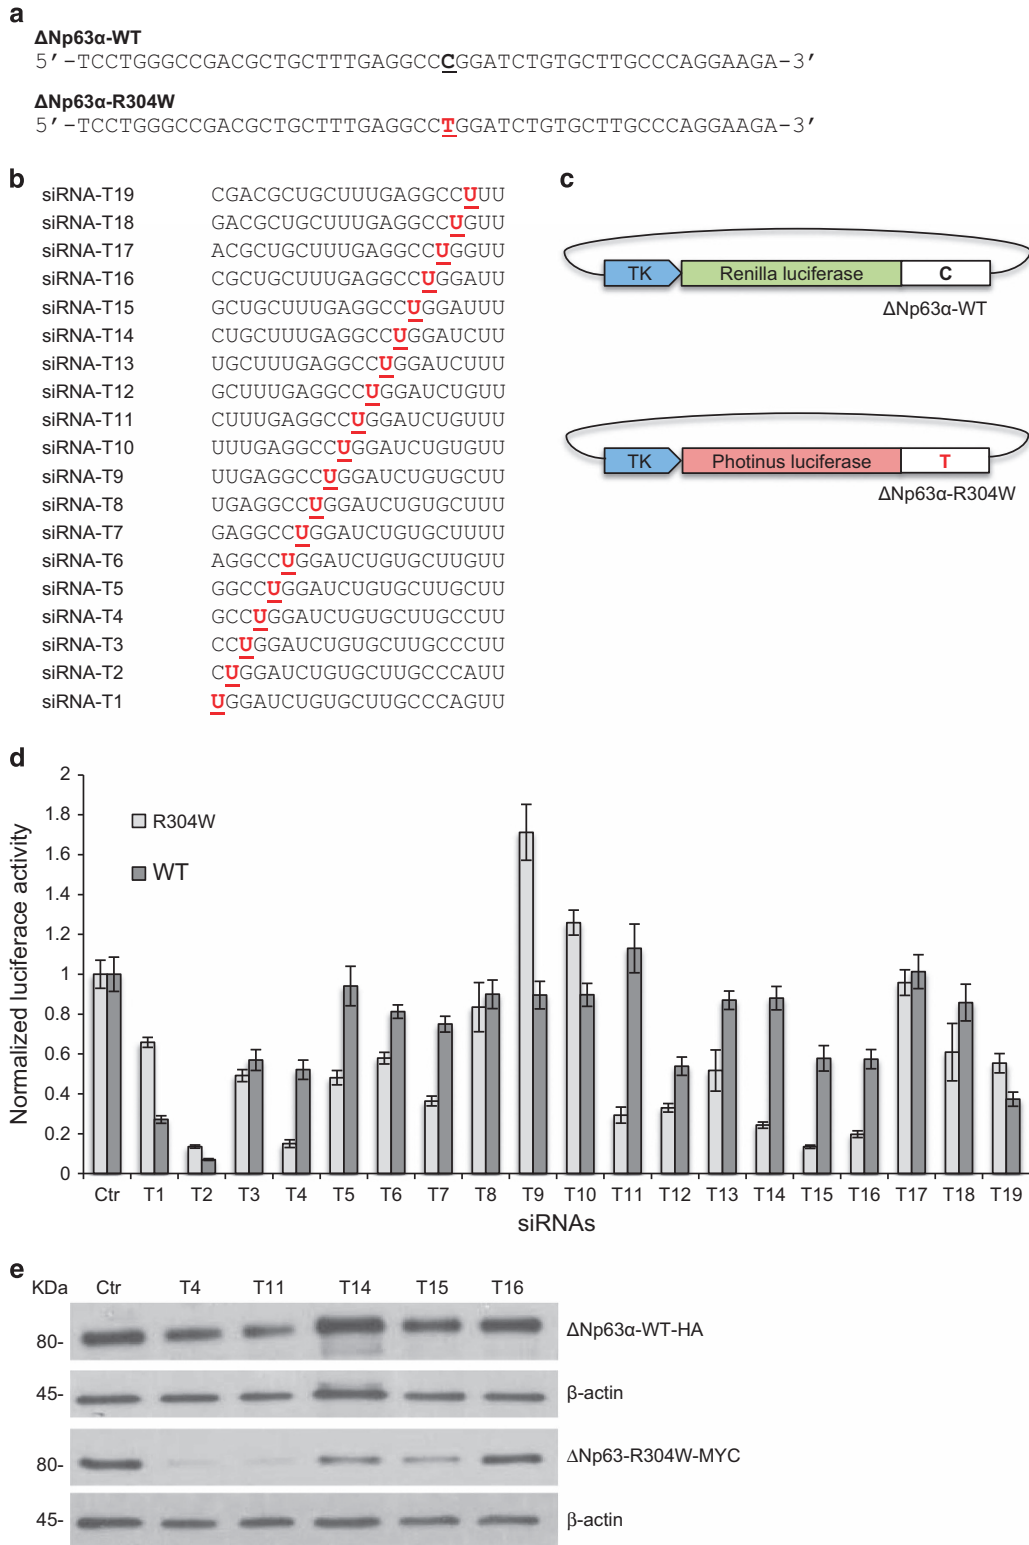 a
ΔNp63α-WT
5′-TCCTGGGCCGACGCTGCTTTGAGGCCCGGATCTGTGCTTGCCCAGGAAGA-3′
ΔNp63α-R304W
5′-TCCTGGGCCGACGCTGCTTTGAGGCCTGGATCTGTGCTTGCCCAGGAAGA-3′
b
siRNA-T19 CGACGCUGCUUUGAGGCCUUU
siRNA-T18 GACGCUGCUUUGAGGCCUGUU
siRNA-T17 ACGCUGCUUUGAGGCCUGGUU
siRNA-T16 CGCUGCUUUGAGGCCUGGAUU
siRNA-T15 GCUGCUUUGAGGCCUGGAUUU
siRNA-T14 CUGCUUUGAGGCCUGGAUCUU
siRNA-T13 UGCUUUGAGGCCUGGAUCUUU
siRNA-T12 GCUUUGAGGCCUGGAUCUGUU
siRNA-T11 CUUUGAGGCCUGGAUCUGUUU
siRNA-T10 UUUGAGGCCUGGAUCUGUGUU
siRNA-T9 UUGAGGCCUGGAUCUGUGCUU
siRNA-T8 UGAGGCCUGGAUCUGUGCUUU
siRNA-T7 GAGGCCUGGAUCUGUGCUUUU
siRNA-T6 AGGCCUGGAUCUGUGCUUGUU
siRNA-T5 GGCCUGGAUCUGUGCUUGCUU
siRNA-T4 GCCUGGAUCUGUGCUUGCCUU
siRNA-T3 CCUGGAUCUGUGCUUGCCCUU
siRNA-T2 CUGGAUCUGUGCUUGCCCAUU
siRNA-T1 UGGAUCUGUGCUUGCCCAGUU
c
TK Renilla luciferase C
ΔNp63α-WT
TK Photinus luciferase T
ΔNp63α-R304W
d
Normalized luciferace activity
2
1.8
1.6
1.4
1.2
1
0.8
0.6
0.4
0.2
0
R304W
WT
Ctr T1 T2 T3 T4 T5 T6 T7 T8 T9 T10 T11 T12 T13 T14 T15 T16 T17 T18 T19
siRNAs
e
KDa Ctr T4 T11 T14 T15 T16
80- ΔNp63α-WT-HA
45- β-actin
80- ΔNp63-R304W-MYC
45- β-actin